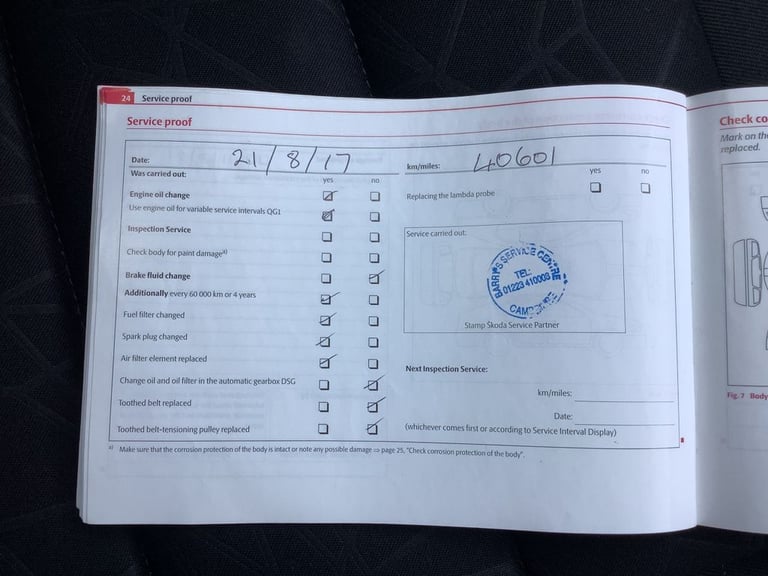 24 Service proof
Service proof
Date: 21/8/17
km/miles: 40601
Was carried out:
yes no
yes no
Engine oil change
Replacing the lambda probe
Use engine oil for variable service intervals QG1
Inspection Service
Service carried out:
Check body for paint damage a)
BARRY'S SERVICE CENTRE
TEL:
01223 410003
Brake fluid change
Additionally every 60 000 km or 4 years
Fuel filter changed
Stamp Škoda Service Partner
Spark plug changed
Air filter element replaced
Next Inspection Service:
Change oil and oil filter in the automatic gearbox DSG
km/miles:
Toothed belt replaced
Date:
Toothed belt-tensioning pulley replaced
(whichever comes first or according to Service Interval Display)
a) Make sure that the corrosion protection of the body is intact or note any possible damage ⇒ page 25, "Check corrosion protection of the body".
Check co
Mark on th
replaced.
Fig. 7 Body